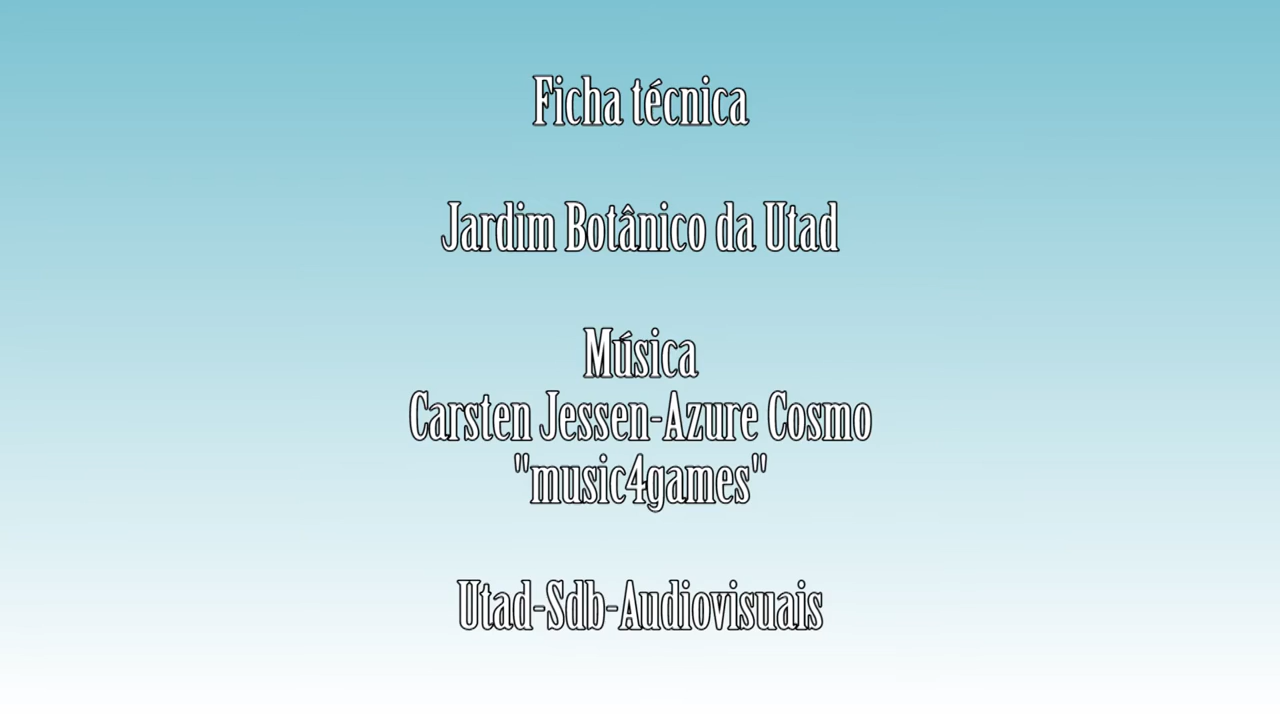 Ficha técnica
Jardim Botânico da Utad
Música
Carsten Jessen-Azure Cosmo
"music4games"
Utad-Sdb-Audiovisuais